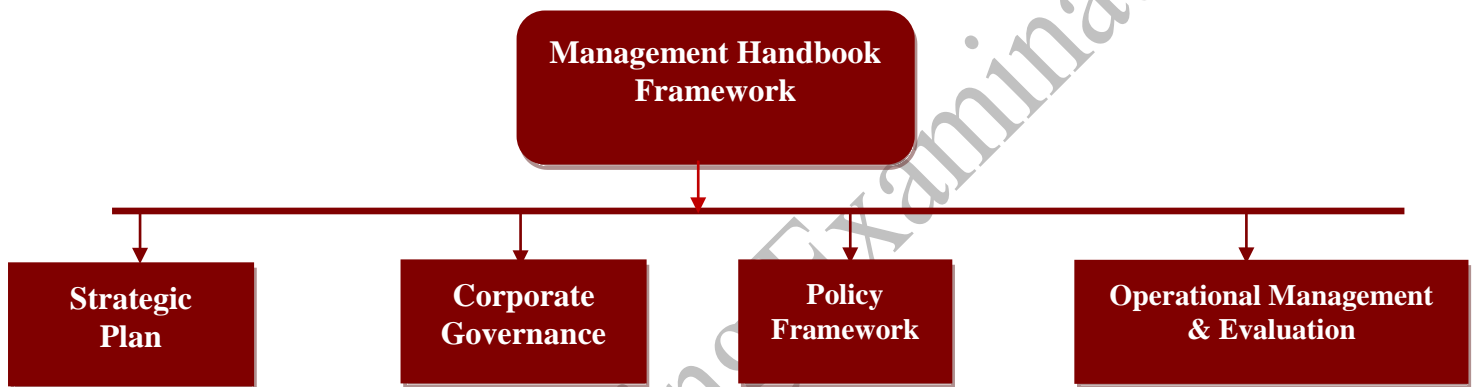 Management Handbook
Framework
Strategic
Plan
Corporate
Governance
Policy
Framework
Operational Management
& Evaluation